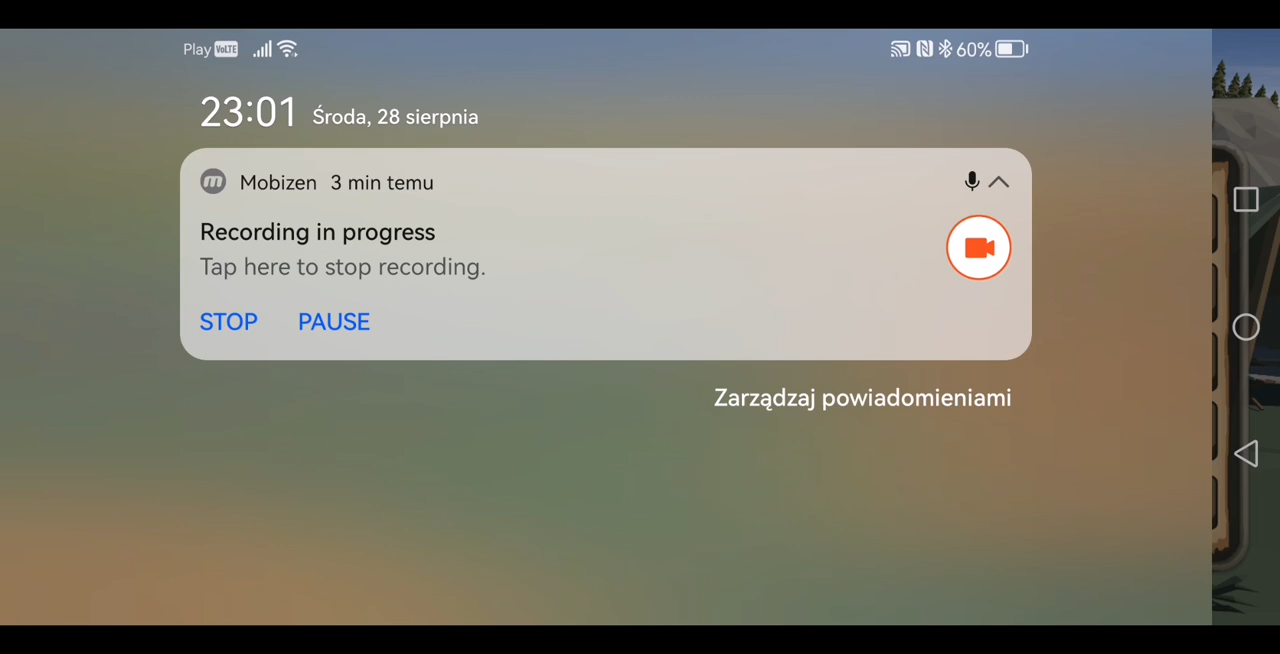 Play VoLTE 60%
23:01 Środa, 28 sierpnia
m Mobizen 3 min temu
Recording in progress
Tap here to stop recording.
STOP PAUSE
Zarządzaj powiadomieniami